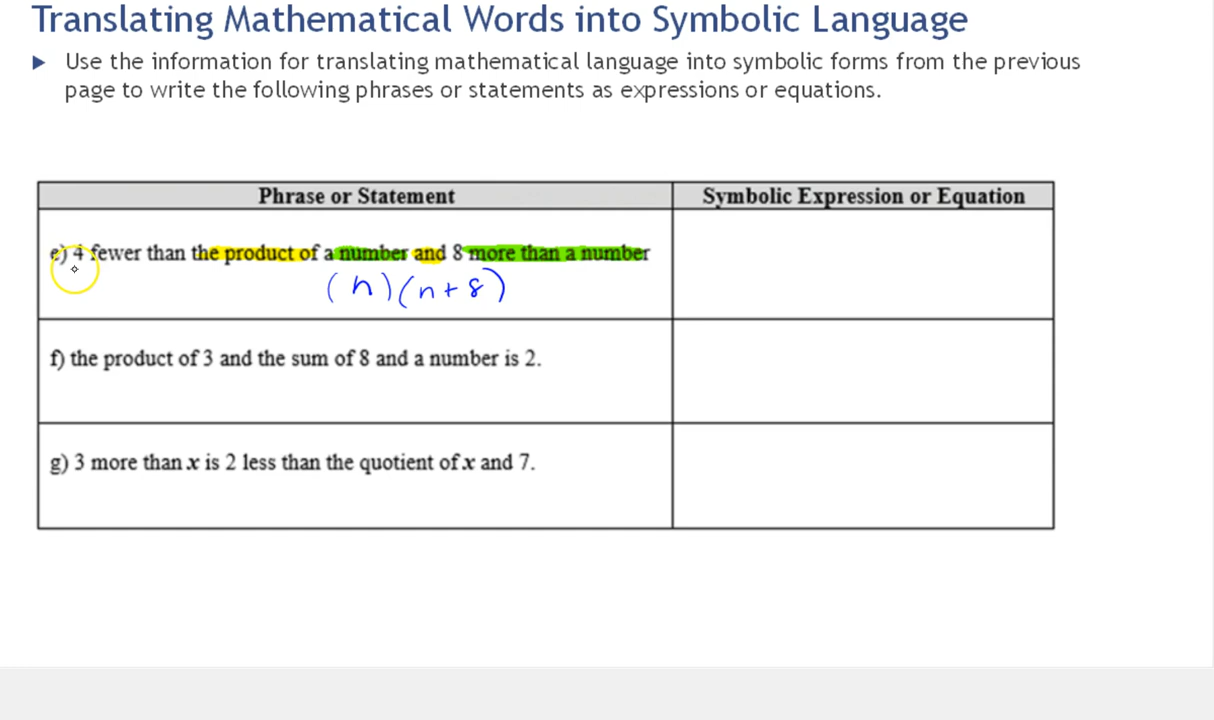 Translating Mathematical Words into Symbolic Language
Use the information for translating mathematical language into symbolic forms from the previous
page to write the following phrases or statements as expressions or equations.
Phrase or Statement
Symbolic Expression or Equation
e) 4 fewer than the product of a number and 8 more than a number
(n)(n+8)
f) the product of 3 and the sum of 8 and a number is 2.
g) 3 more than x is 2 less than the quotient of x and 7.